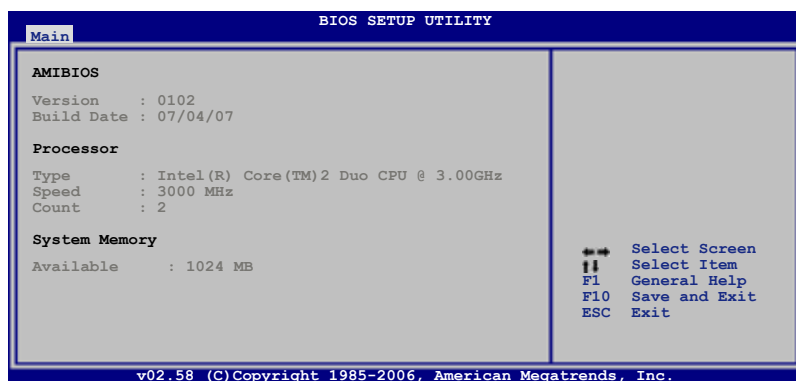 BIOS SETUP UTILITY
Main
AMIBIOS
Version : 0102
Build Date : 07/04/07
Processor
Type : Intel(R) Core(TM)2 Duo CPU @ 3.00GHz
Speed : 3000 MHz
Count : 2
System Memory
Available : 1024 MB
←→ Select Screen
↑↓ Select Item
F1 General Help
F10 Save and Exit
ESC Exit
v02.58 (C)Copyright 1985-2006, American Megatrends, Inc.